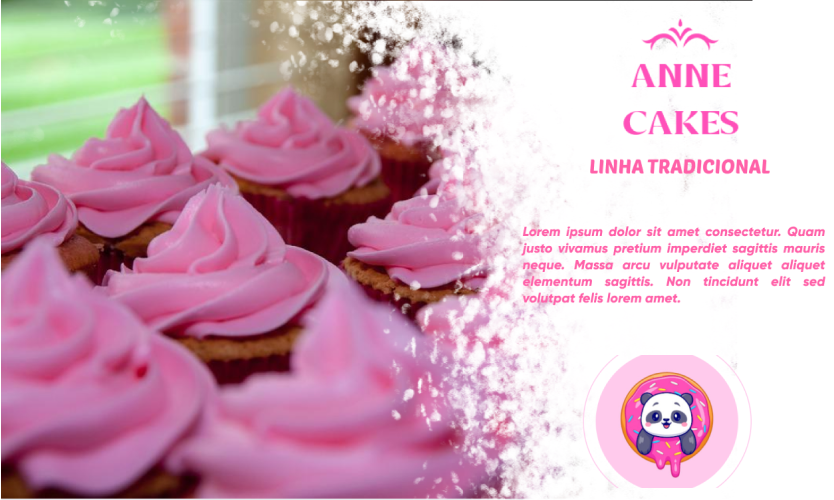 ANNE
CAKES
LINHA TRADICIONAL
Lorem ipsum dolor sit amet consectetur. Quam
justo vivamus pretium imperdiet sagittis mauris
neque. Massa arcu vulputate aliquet aliquet
elementum sagittis. Non tincidunt elit sed
volutpat felis lorem amet.